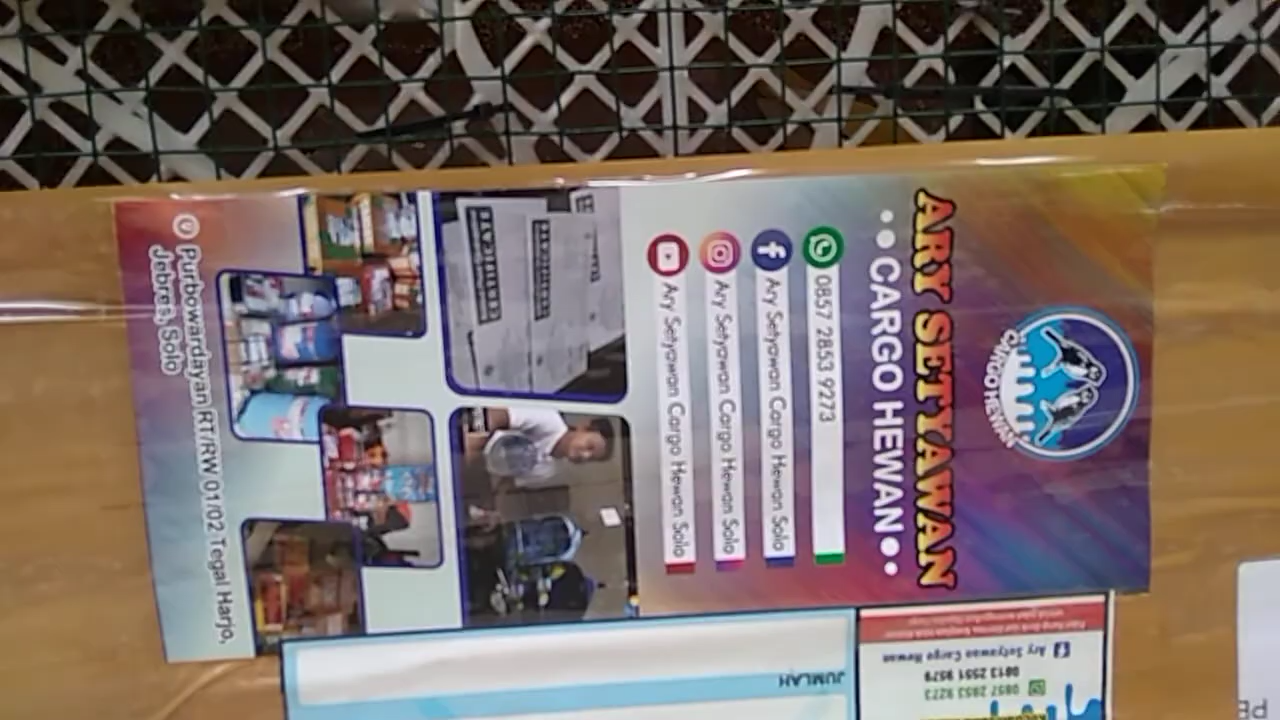 CARGO HEWAN
ARY SETYAWAN
CARGO HEWAN
0857 2853 9273
Ary Setyawan Cargo Hewan Solo
Ary Setyawan Cargo Hewan Solo
Ary Setyawan Cargo Hewan Solo
Purbowardayan RT/RW 01/02 Tegal Harjo,
Jebres, Solo
JUMLAH
0857 2853 9273
0813 2551 9579
Ary Setyawan Cargo Hewan